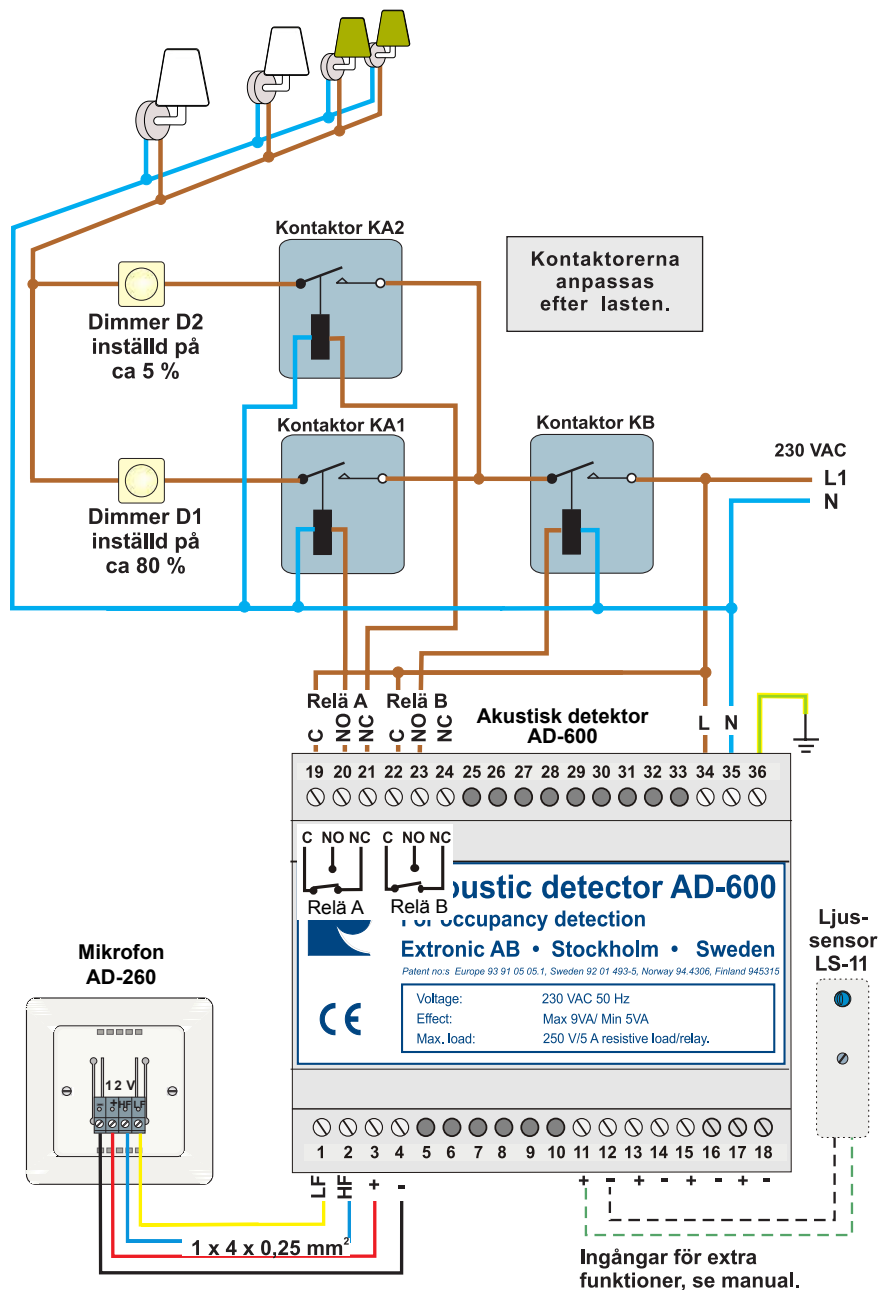 Kontaktor KA2
Kontaktorerna
anpassas
efter lasten.
Dimmer D2
inställd på
ca 5 %
Kontaktor KA1
Kontaktor KB
230 VAC
L1
N
Dimmer D1
inställd på
ca 80 %
Relä A
Relä B
C NO NC C NO NC
Akustisk detektor
AD-600
L N
19 20 21 22 23 24 25 26 27 28 29 30 31 32 33 34 35 36
C NO NC C NO NC
Relä A Relä B
oustic detector AD-600
For occupancy detection
Extronic AB • Stockholm • Sweden
Patent no:s Europe 93 91 05 05.1, Sweden 92 01 493-5, Norway 94.4306, Finland 945315
CE
Voltage: 230 VAC 50 Hz
Effect: Max 9VA/ Min 5VA
Max. load: 250 V/5 A resistive load/relay.
Ljus-
sensor
LS-11
Mikrofon
AD-260
12 V
- + HF LF
1 2 3 4 5 6 7 8 9 10 11 12 13 14 15 16 17 18
LF HF + - + - + - + - + -
1 x 4 x 0,25 mm²
Ingångar för extra
funktioner, se manual.